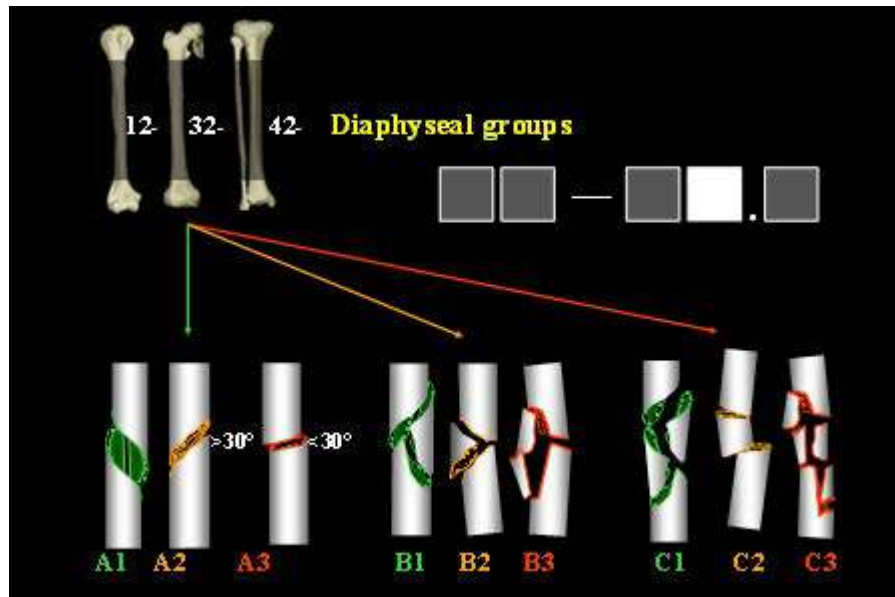 12- 32- 42- Diaphyseal groups
— .
>30° <30°
A1 A2 A3 B1 B2 B3 C1 C2 C3